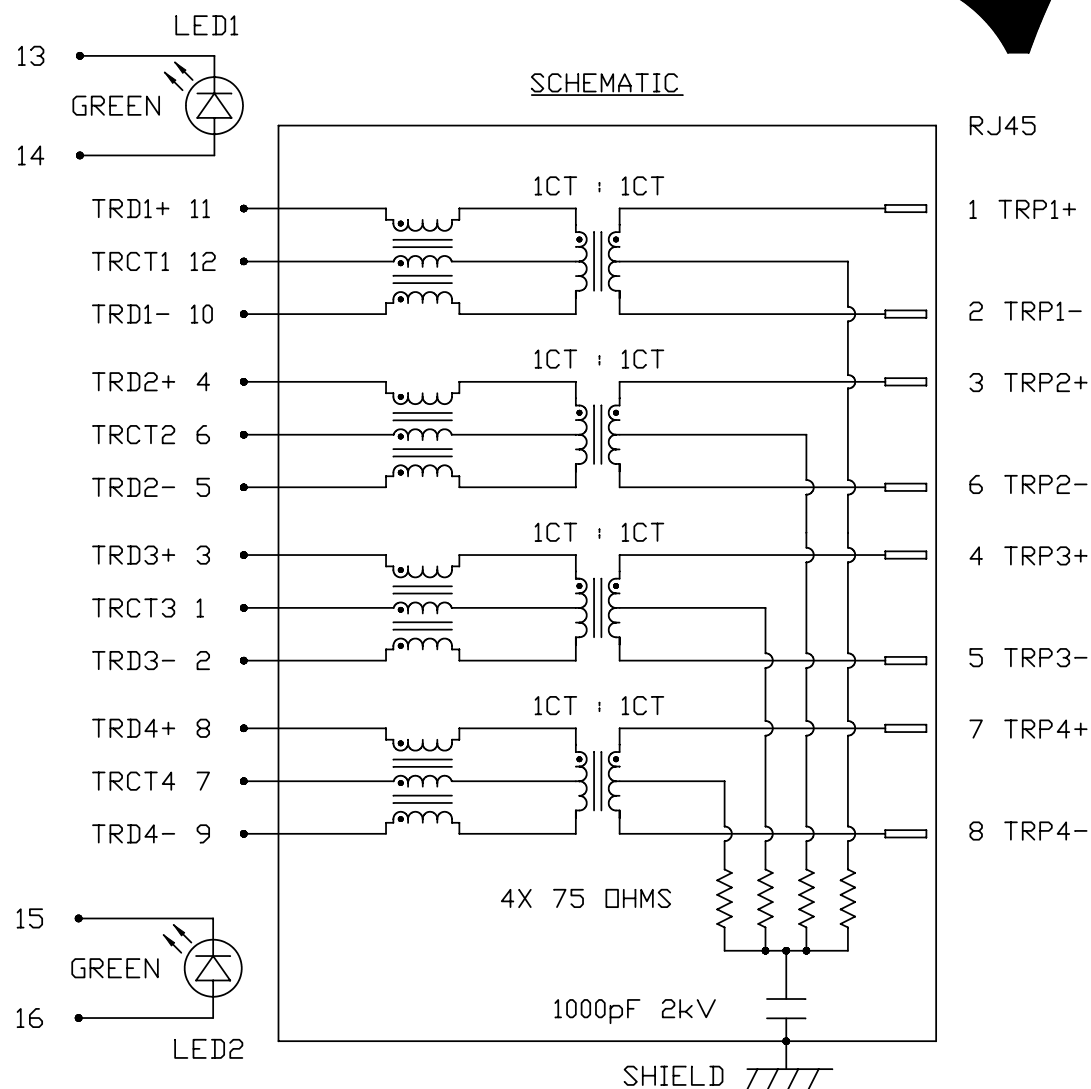 LED1
13
GREEN
14
SCHEMATIC
RJ45
1CT : 1CT
TRD1+ 11
1 TRP1+
TRCT1 12
TRD1- 10
2 TRP1-
1CT : 1CT
TRD2+ 4
3 TRP2+
TRCT2 6
TRD2- 5
6 TRP2-
1CT : 1CT
TRD3+ 3
4 TRP3+
TRCT3 1
TRD3- 2
5 TRP3-
1CT : 1CT
TRD4+ 8
7 TRP4+
TRCT4 7
TRD4- 9
8 TRP4-
4X 75 OHMS
15
GREEN
16
LED2
1000pF 2kV
SHIELD